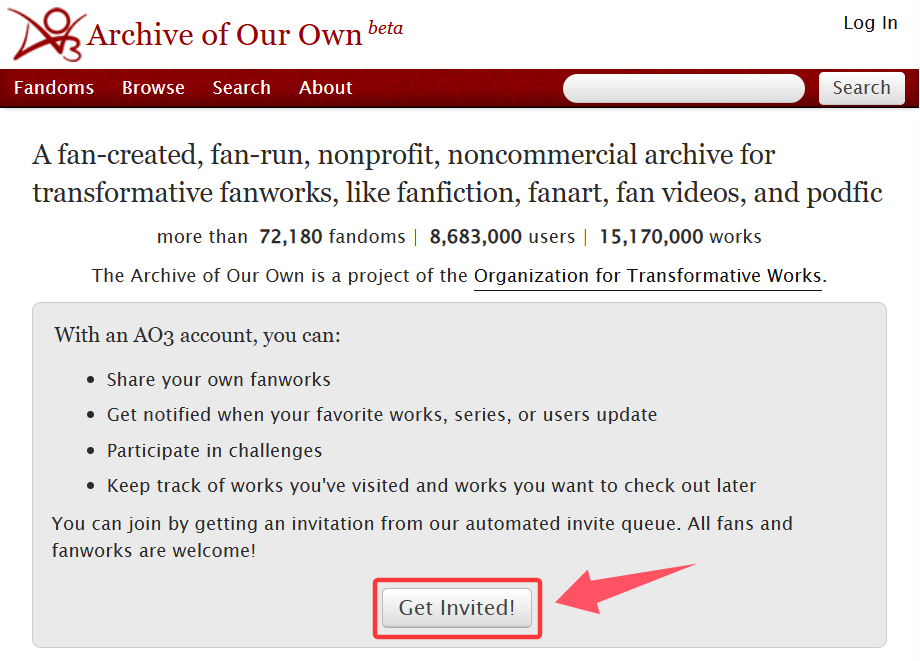 Archive of Our Own beta
Log In
Fandoms Browse Search About
Search
A fan-created, fan-run, nonprofit, noncommercial archive for
transformative fanworks, like fanfiction, fanart, fan videos, and podfic
more than 72,180 fandoms | 8,683,000 users | 15,170,000 works
The Archive of Our Own is a project of the Organization for Transformative Works.
With an AO3 account, you can:
• Share your own fanworks
• Get notified when your favorite works, series, or users update
• Participate in challenges
• Keep track of works you've visited and works you want to check out later
You can join by getting an invitation from our automated invite queue. All fans and
fanworks are welcome!
Get Invited!